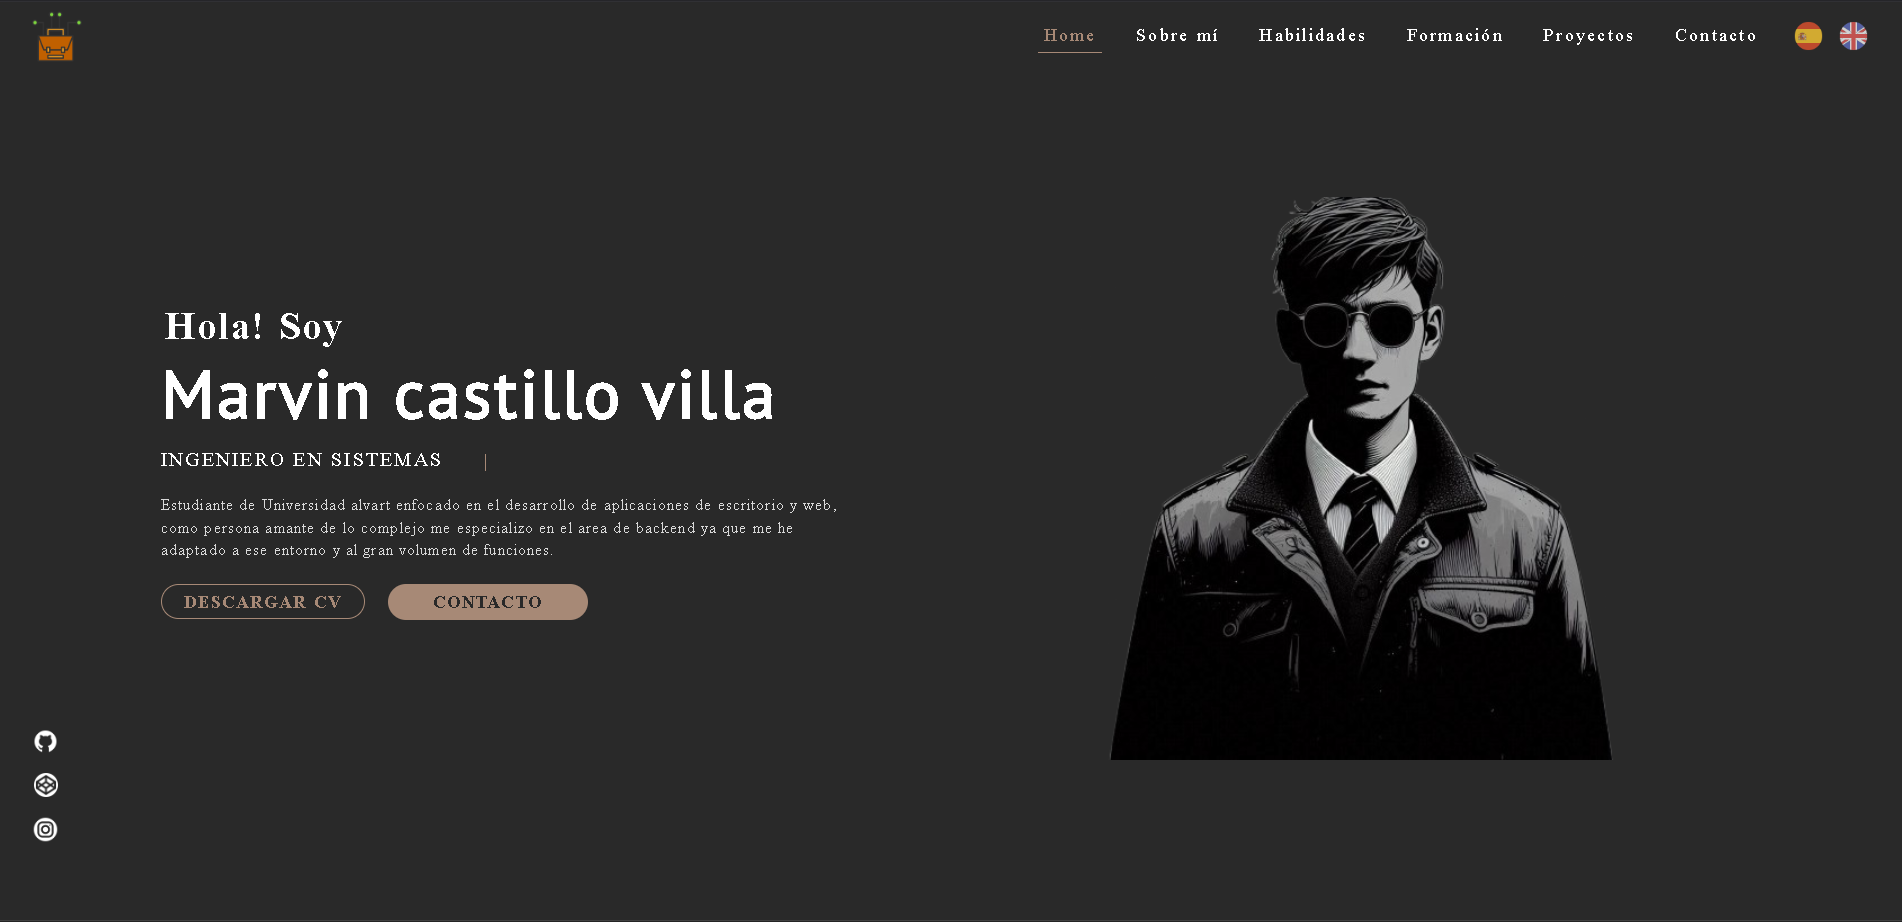 Home
Sobre mí
Habilidades
Formación
Proyectos
Contacto
Hola! Soy
Marvin castillo villa
INGENIERO EN SISTEMAS
Estudiante de Universidad alvart enfocado en el desarrollo de aplicaciones de escritorio y web,
como persona amante de lo complejo me especializo en el area de backend ya que me he
adaptado a ese entorno y al gran volumen de funciones.
DESCARGAR CV
CONTACTO